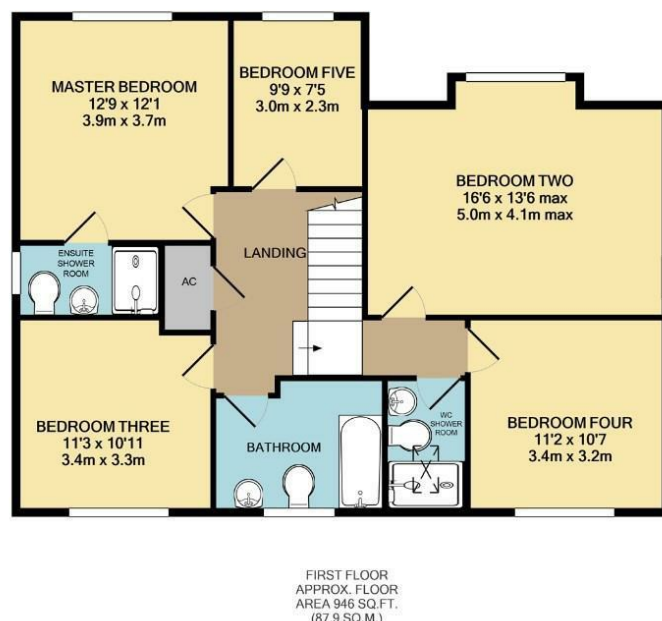 MASTER BEDROOM
12'9 x 12'1
3.9m x 3.7m
BEDROOM FIVE
9'9 x 7'5
3.0m x 2.3m
BEDROOM TWO
16'6 x 13'6 max
5.0m x 4.1m max
ENSUITE
SHOWER
ROOM
AC
LANDING
BEDROOM THREE
11'3 x 10'11
3.4m x 3.3m
BATHROOM
WC
SHOWER
ROOM
BEDROOM FOUR
11'2 x 10'7
3.4m x 3.2m
FIRST FLOOR
APPROX. FLOOR
AREA 946 SQ.FT.
(87.9 SQ.M.)